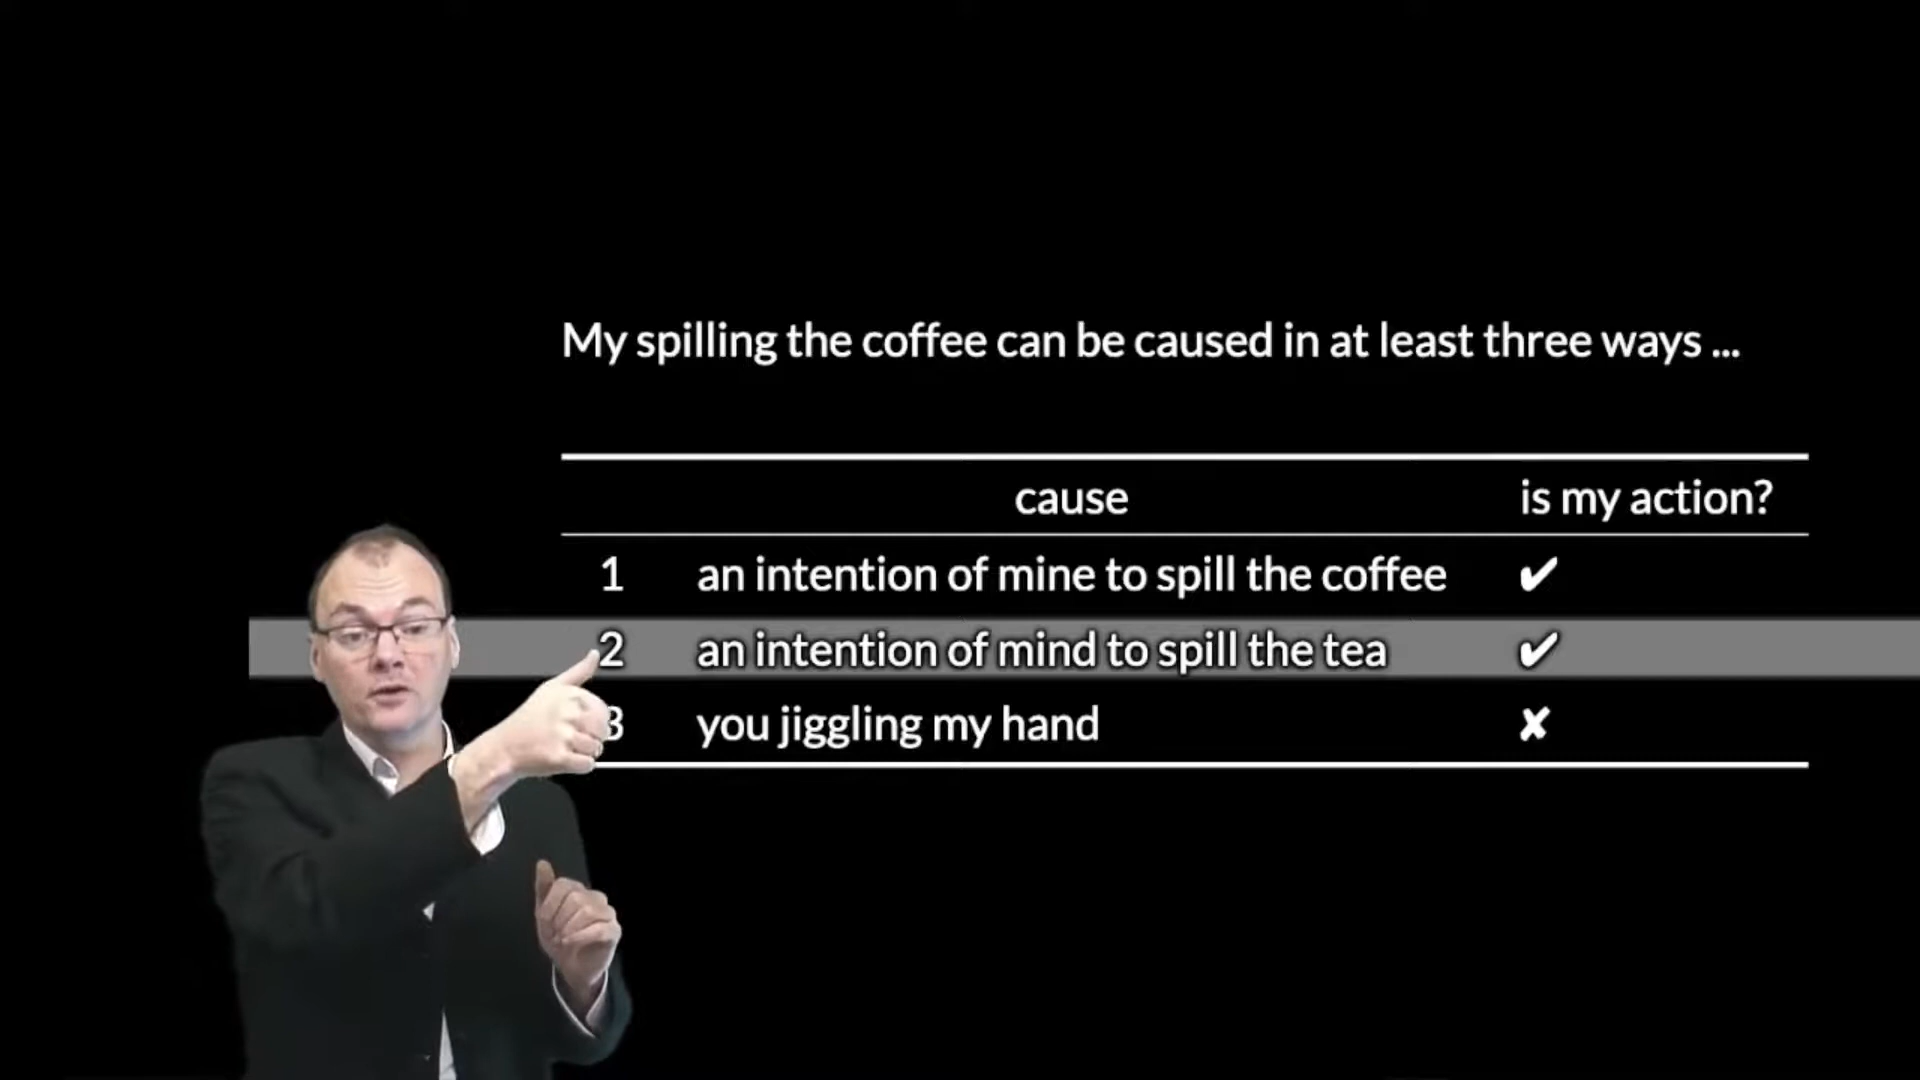 My spilling the coffee can be caused in at least three ways ...
cause is my action?
1 an intention of mine to spill the coffee ✔
2 an intention of mind to spill the tea ✔
3 you jiggling my hand ✘